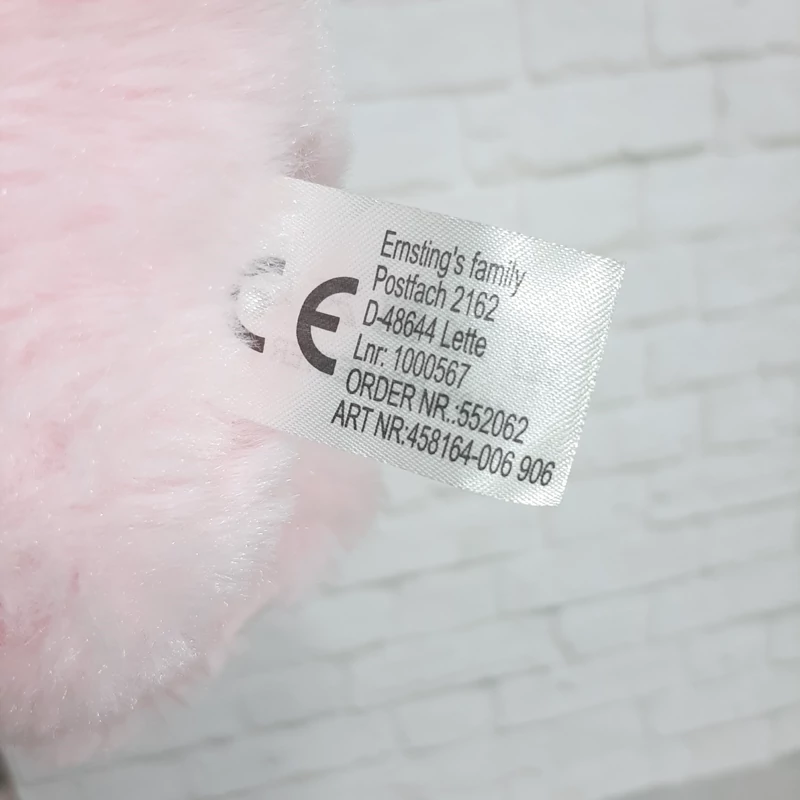 CE
Ernsting's family
Postfach 2162
D-48644 Lette
Lnr: 1000567
ORDER NR.:552062
ART NR:458164-006 906